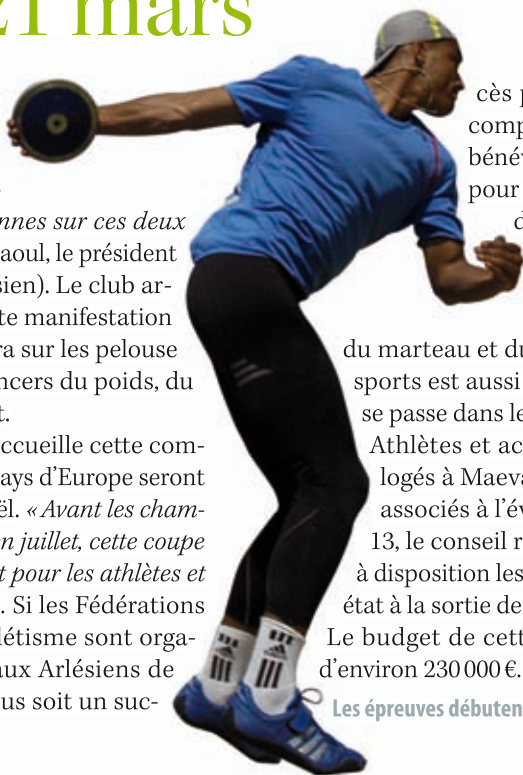 21 mars
nnes sur ces deux
aoul, le président
sien). Le club ar-
te manifestation
ra sur les pelouse
ncers du poids, du
t.
ccueille cette com-
ays d'Europe seront
ël. « Avant les cham-
n juillet, cette coupe
t pour les athlètes et
. Si les Fédérations
létisme sont orga-
aux Arlésiens de
us soit un suc-
cès p
comp
bénév
pour
d
du marteau et du
sports est aussi
se passe dans le
Athlètes et ac
logés à Maeva
associés à l'év
13, le conseil r
à disposition les
état à la sortie de
Le budget de cett
d'environ 230 000 €.
Les épreuves débuten